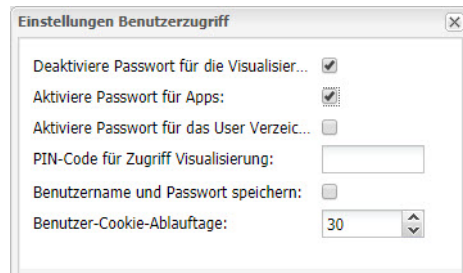 Einstellungen Benutzerzugriff
Deaktiviere Passwort für die Visualisier...
Aktiviere Passwort für Apps:
Aktiviere Passwort für das User Verzeic...
PIN-Code für Zugriff Visualisierung:
Benutzername und Passwort speichern:
Benutzer-Cookie-Ablauftage: 30